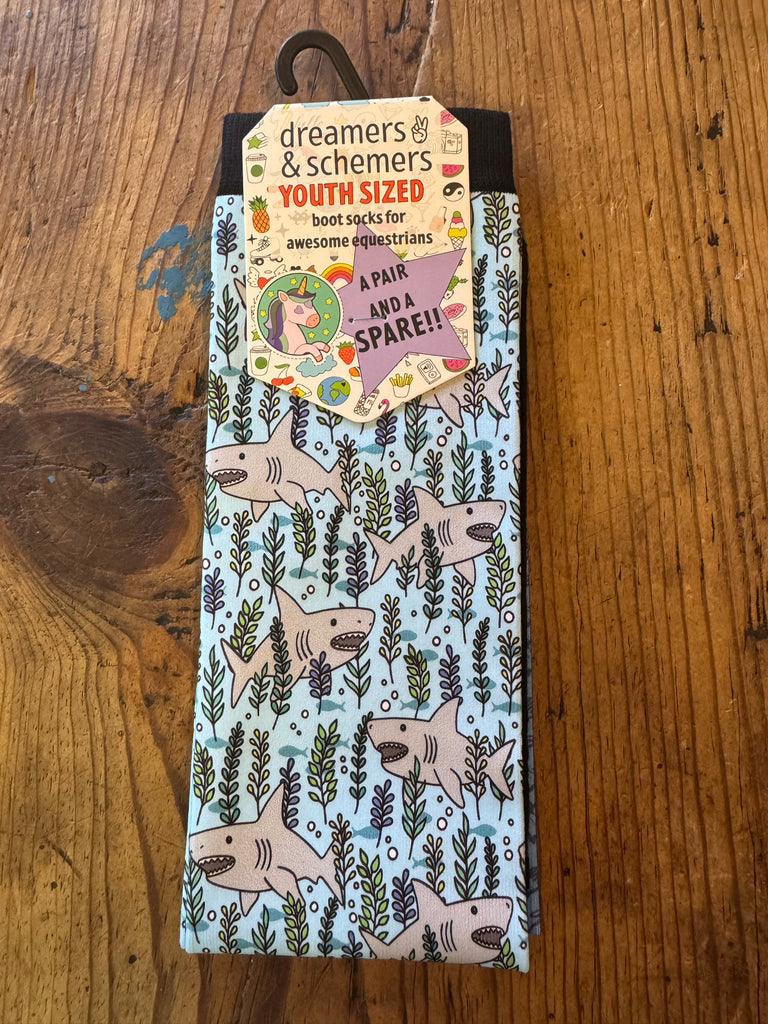 dreamers
& schemers
YOUTH SIZED
boot socks for
awesome equestrians
A PAIR
AND A
SPARE!!